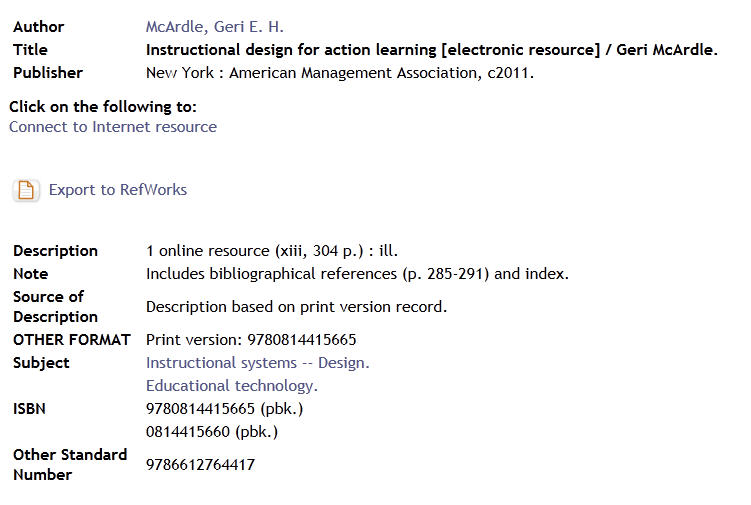 Author McArdle, Geri E. H.
Title Instructional design for action learning [electronic resource] / Geri McArdle.
Publisher New York : American Management Association, c2011.
Click on the following to:
Connect to Internet resource
Export to RefWorks
Description 1 online resource (xiii, 304 p.) : ill.
Note Includes bibliographical references (p. 285-291) and index.
Source of
Description Description based on print version record.
OTHER FORMAT Print version: 9780814415665
Subject Instructional systems -- Design.
Educational technology.
ISBN 9780814415665 (pbk.)
0814415660 (pbk.)
Other Standard
Number 9786612764417